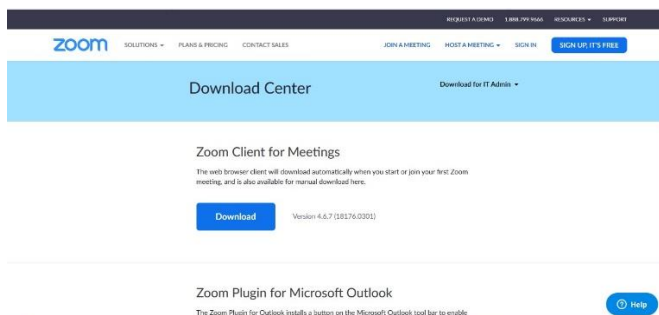 REQUEST A DEMO 1.888.799.9666 RESOURCES SUPPORT
zoom SOLUTIONS PLANS & PRICING CONTACT SALES JOIN A MEETING HOST A MEETING SIGN IN SIGN UP, IT'S FREE
Download Center Download for IT Admin
Zoom Client for Meetings
The web browser client will download automatically when you start or join your first Zoom
meeting, and is also available for manual download here.
Download Version 4.6.7 (18176.0301)
Zoom Plugin for Microsoft Outlook
Help
The Zoom Plugin for Outlook installs a button on the Microsoft Outlook tool bar to enable